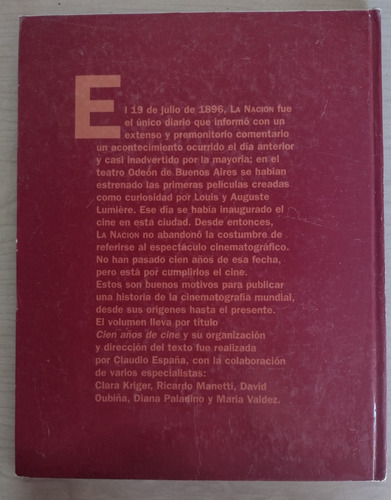 El 19 de julio de 1896, LA NACION fue
el único diario que informó con un
extenso y premonitorio comentario
un acontecimiento ocurrido el día anterior
y casi inadvertido por la mayoría: en el
teatro Odeón de Buenos Aires se habían
estrenado las primeras películas creadas
como curiosidad por Louis y Auguste
Lumière. Ese día se había inaugurado el
cine en esta ciudad. Desde entonces,
LA NACION no abandonó la costumbre de
referirse al espectáculo cinematográfico.
No han pasado cien años de esa fecha,
pero está por cumplirlos el cine.
Estos son buenos motivos para publicar
una historia de la cinematografía mundial,
desde sus orígenes hasta el presente.
El volumen lleva por título
Cien años de cine y su organización
y dirección del texto fue realizada
por Claudio España, con la colaboración
de varios especialistas:
Clara Kriger, Ricardo Manetti, David
Oubiña, Diana Paladino y María Valdez.